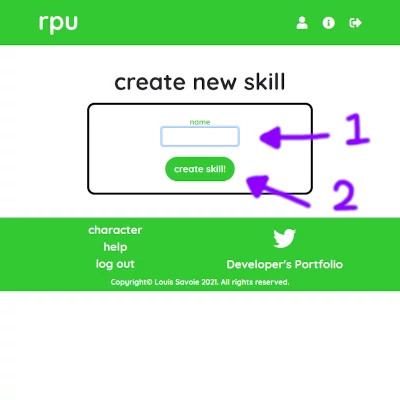 rpu
create new skill
name
1
create skill!
2
character
help
log out
Developer's Portfolio
Copyright© Louis Savoie 2021. All rights reserved.